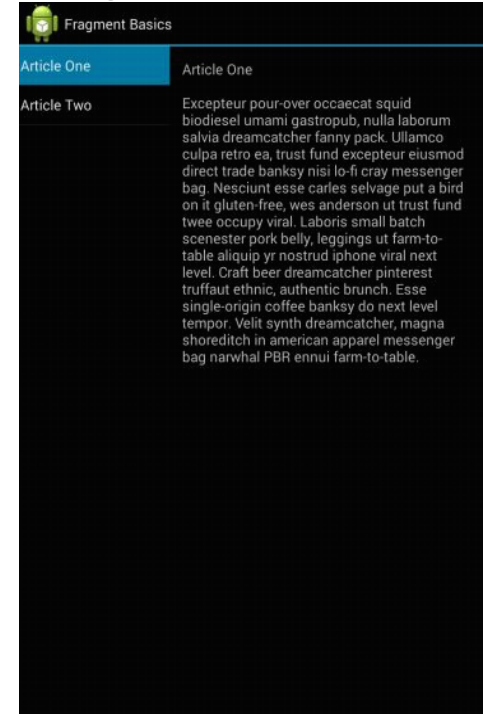 Fragment Basics
Article One
Article Two
Article One
Excepteur pour-over occaecat squid
biodiesel umami gastropub, nulla laborum
salvia dreamcatcher fanny pack. Ullamco
culpa retro ea, trust fund excepteur eiusmod
direct trade banksy nisi lo-fi cray messenger
bag. Nesciunt esse carles selvage put a bird
on it gluten-free, wes anderson ut trust fund
twee occupy viral. Laboris small batch
scenester pork belly, leggings ut farm-to-
table aliquip yr nostrud iphone viral next
level. Craft beer dreamcatcher pinterest
truffaut ethnic, authentic brunch. Esse
single-origin coffee banksy do next level
tempor. Velit synth dreamcatcher, magna
shoreditch in american apparel messenger
bag narwhal PBR ennui farm-to-table.